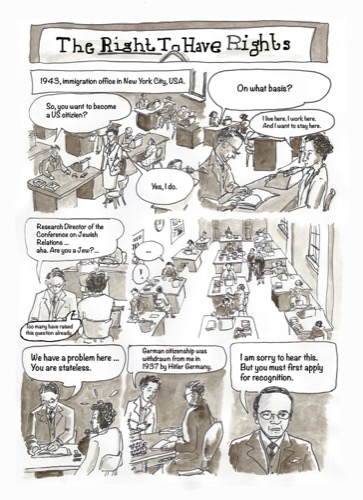 The Right To Have Rights
1943, immigration office in New York City, USA.
So, you want to become
a US citizien?
Yes, I do.
On what basis?
I live here, I work here.
And I want to stay here.
Research Director of the
Conference on Jewish
Relations ...
aha. Are you a Jew?...
too many have raised
this question already.
...
!
...
We have a problem here ...
You are stateless.
German citizenship was
withdrawn from me in
1937 by Hitler Germany.
I am sorry to hear this.
But you must first apply
for recognition.